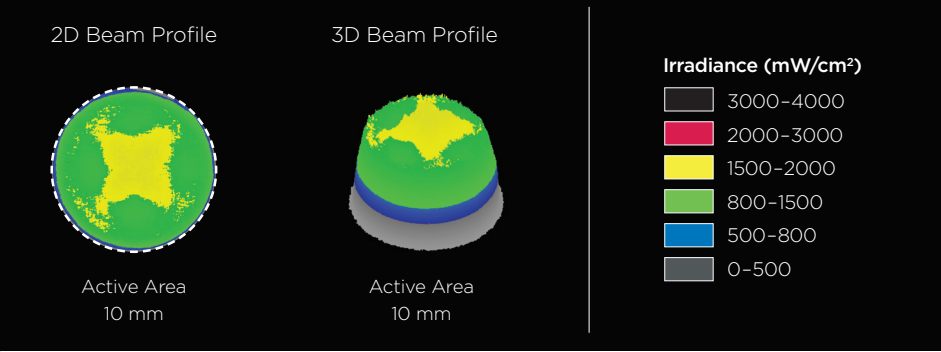 2D Beam Profile
3D Beam Profile
Active Area
10 mm
Active Area
10 mm
Irradiance (mW/cm²)
3000–4000
2000–3000
1500–2000
800–1500
500–800
0–500